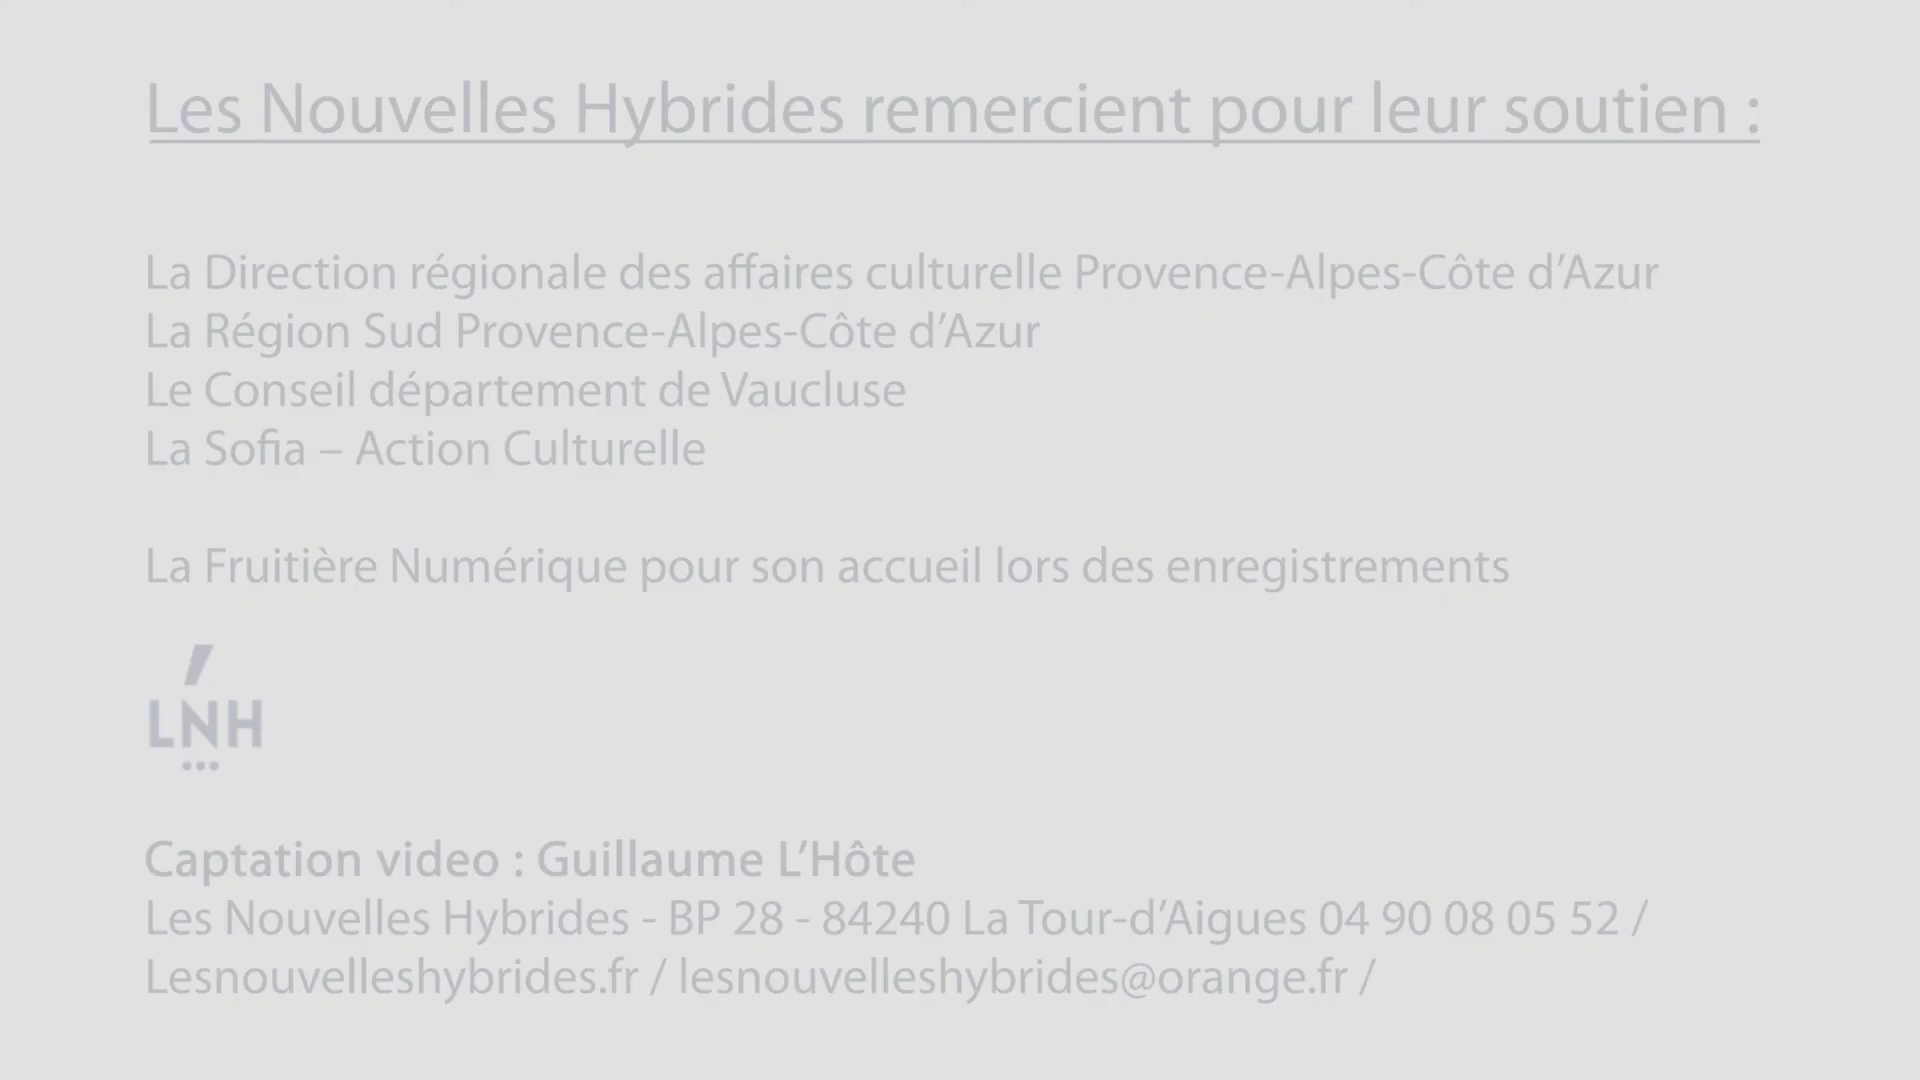 Les Nouvelles Hybrides remercient pour leur soutien :
La Direction régionale des affaires culturelle Provence-Alpes-Côte d’Azur
La Région Sud Provence-Alpes-Côte d’Azur
Le Conseil département de Vaucluse
La Sofia – Action Culturelle
La Fruitière Numérique pour son accueil lors des enregistrements
LNH
Captation video : Guillaume L’Hôte
Les Nouvelles Hybrides - BP 28 - 84240 La Tour-d’Aigues 04 90 08 05 52 /
Lesnouvelleshybrides.fr / lesnouvelleshybrides@orange.fr /